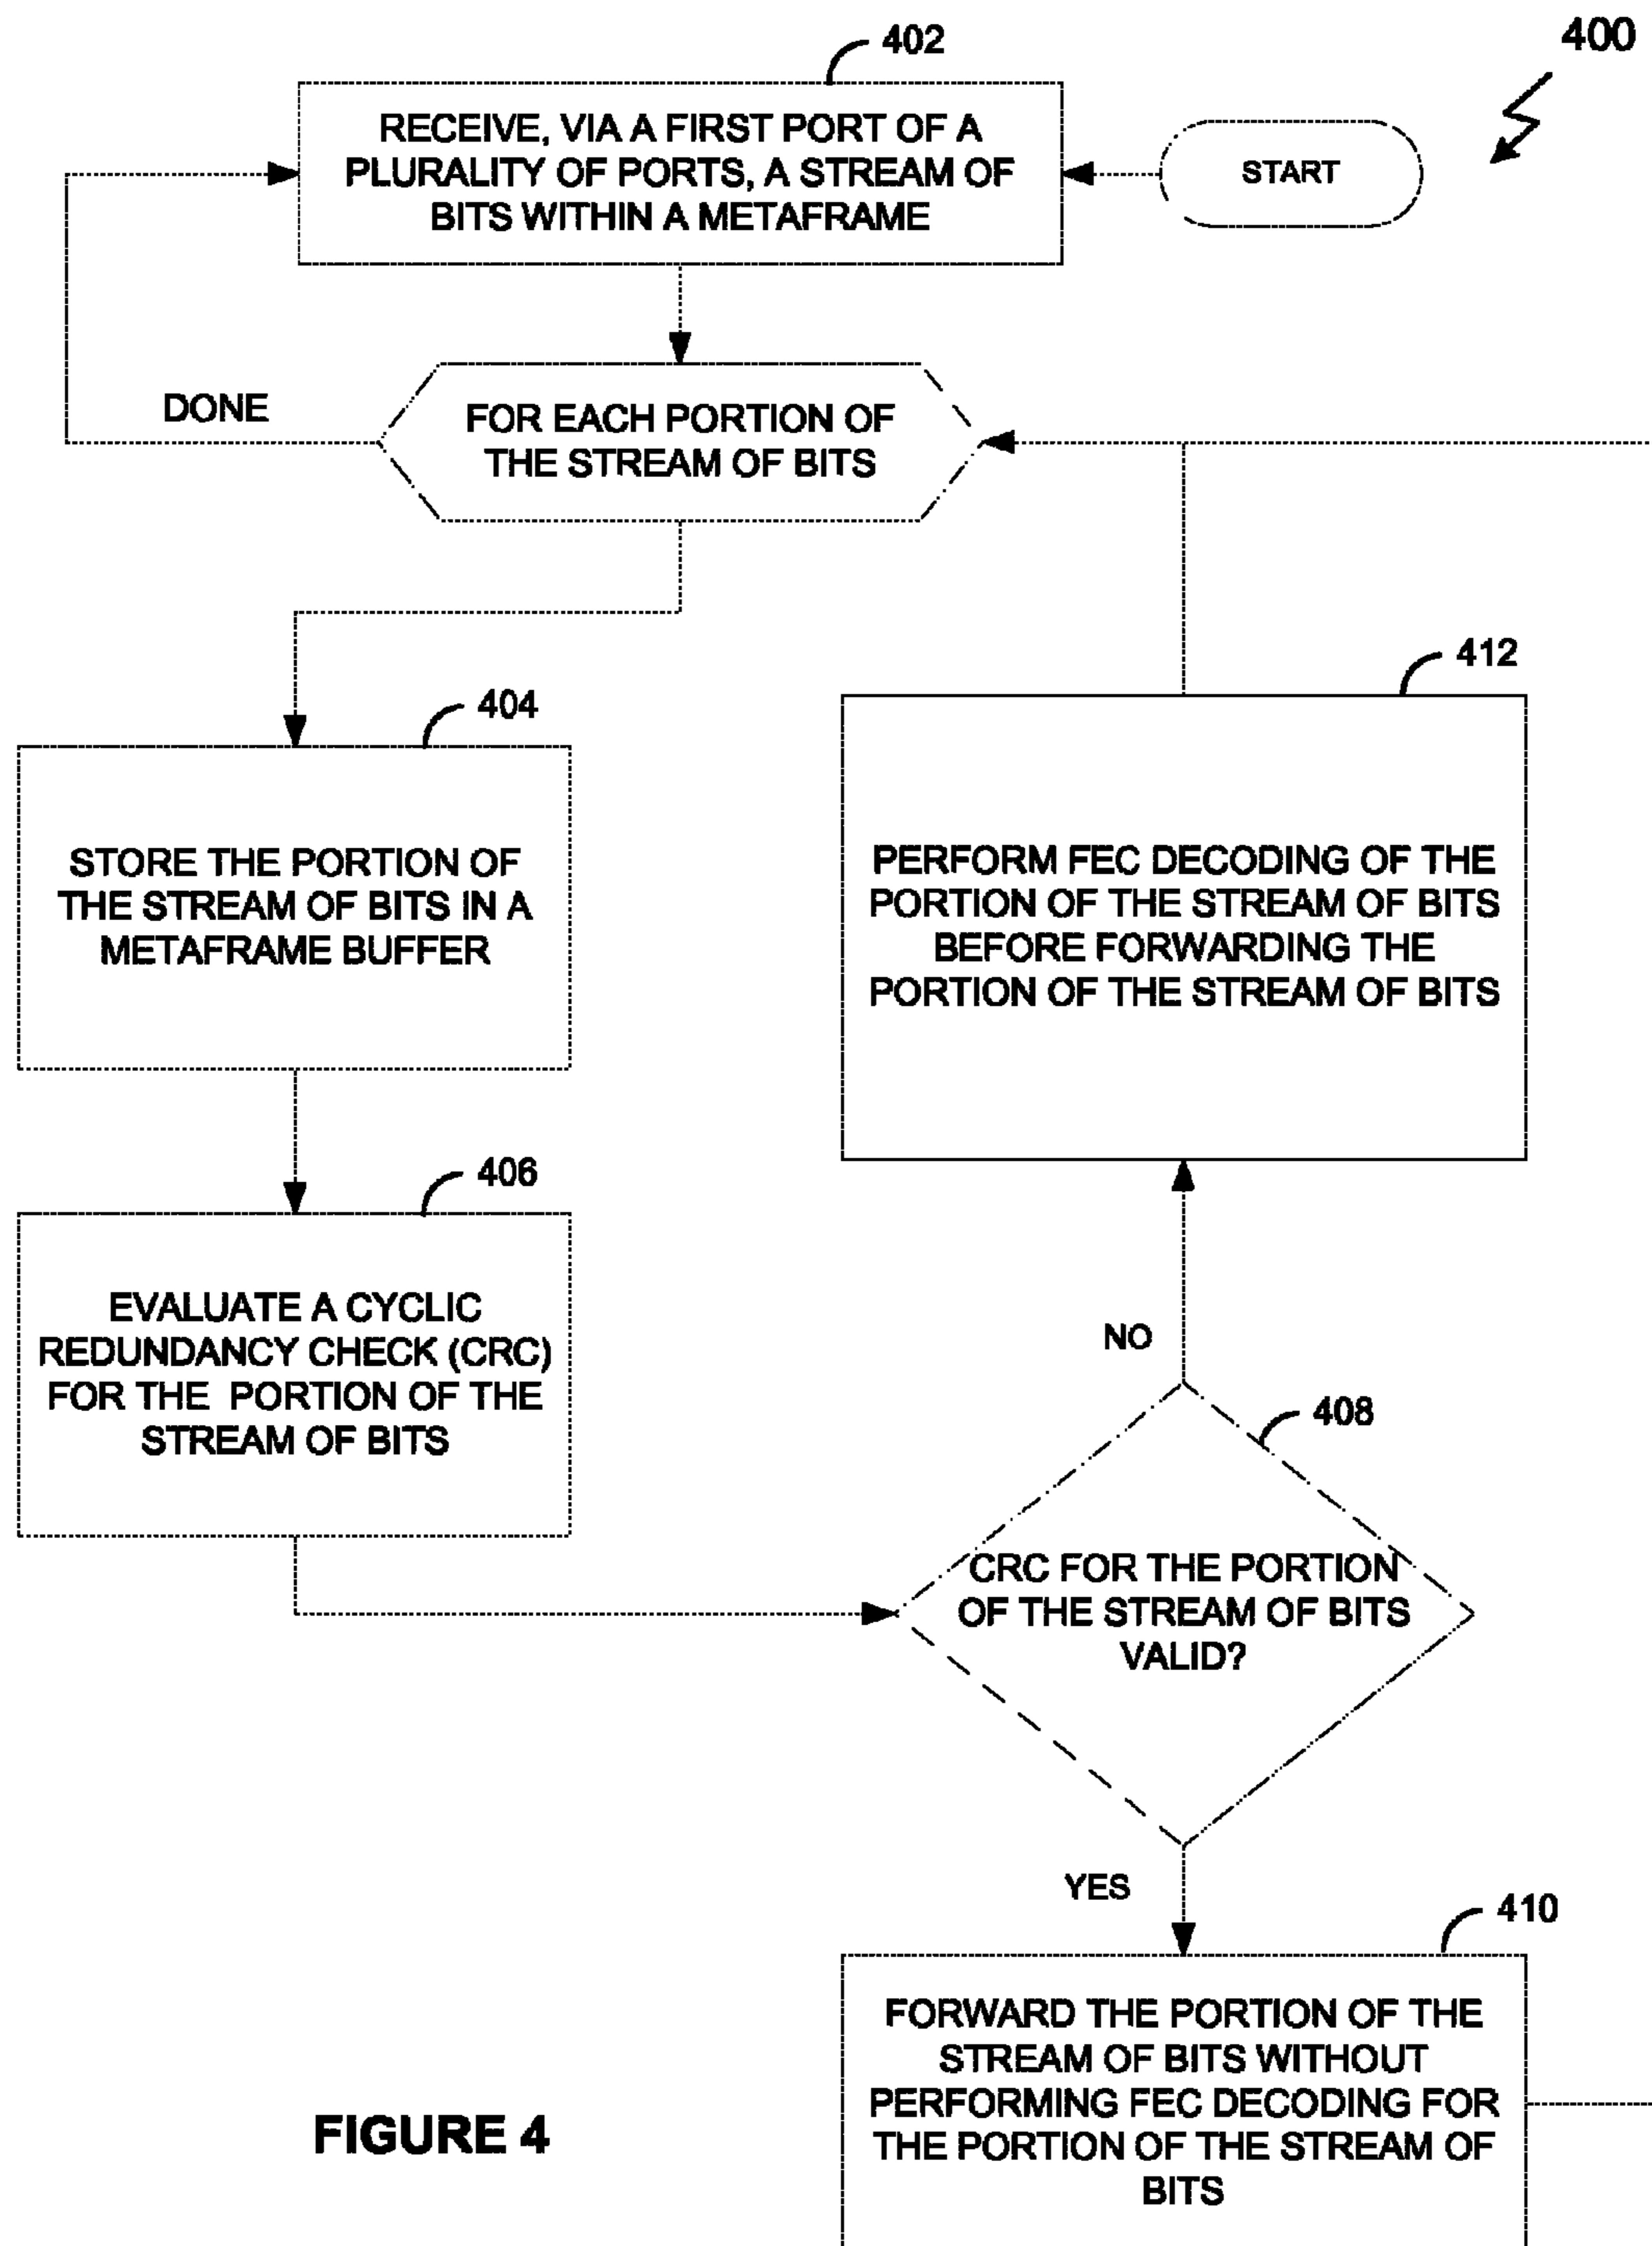 402
400
RECEIVE, VIA A FIRST PORT OF A
PLURALITY OF PORTS, A STREAM OF
BITS WITHIN A METAFRAME
START
DONE
FOR EACH PORTION OF
THE STREAM OF BITS
404
STORE THE PORTION OF
THE STREAM OF BITS IN A
METAFRAME BUFFER
406
EVALUATE A CYCLIC
REDUNDANCY CHECK (CRC)
FOR THE PORTION OF THE
STREAM OF BITS
412
PERFORM FEC DECODING OF THE
PORTION OF THE STREAM OF BITS
BEFORE FORWARDING THE
PORTION OF THE STREAM OF BITS
NO
408
CRC FOR THE PORTION
OF THE STREAM OF BITS
VALID?
YES
410
FORWARD THE PORTION OF THE
STREAM OF BITS WITHOUT
PERFORMING FEC DECODING FOR
THE PORTION OF THE STREAM OF
BITS
FIGURE 4